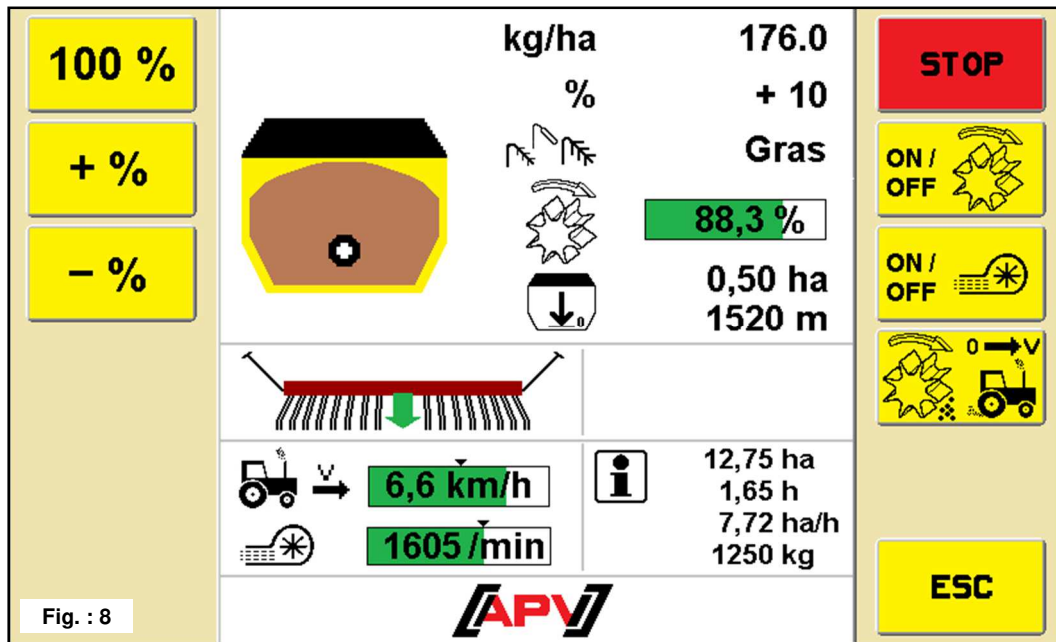 100 %
+ %
– %
kg/ha 176.0
% + 10
Gras
88,3 %
0
0,50 ha
1520 m
V
6,6 km/h
1605 /min
i
12,75 ha
1,65 h
7,72 ha/h
1250 kg
APV
STOP
ON /
OFF
ON /
OFF
0 V
ESC
Fig. : 8